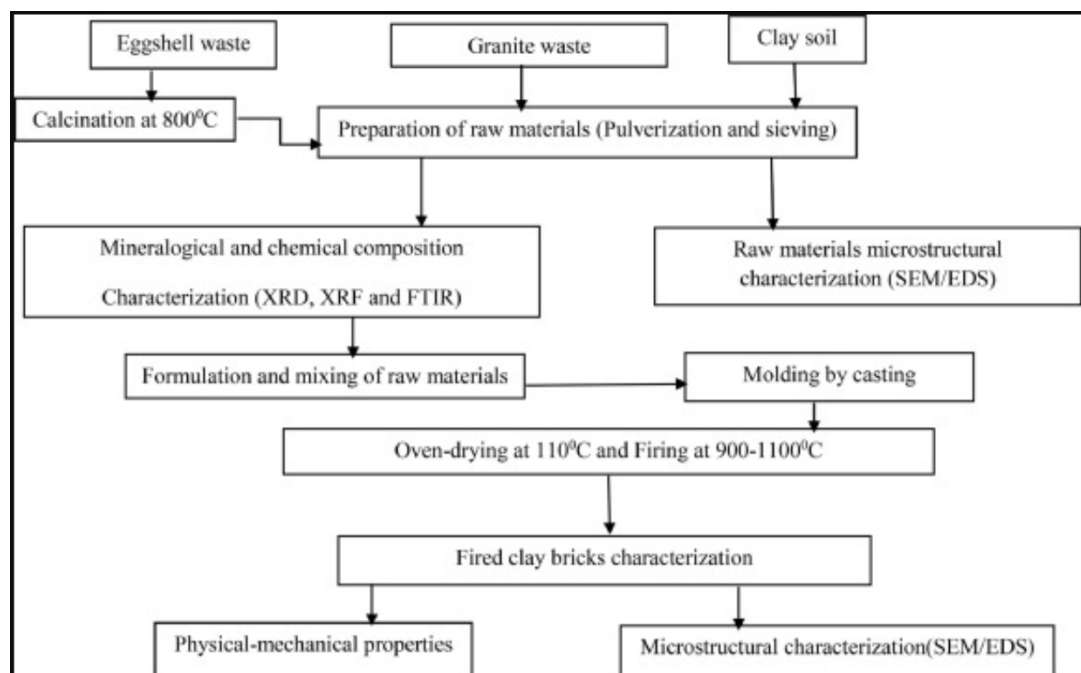 Eggshell waste
Granite waste
Clay soil
Calcination at 800⁰C
Preparation of raw materials (Pulverization and sieving)
Mineralogical and chemical composition
Characterization (XRD, XRF and FTIR)
Raw materials microstructural
characterization (SEM/EDS)
Formulation and mixing of raw materials
Molding by casting
Oven-drying at 110⁰C and Firing at 900-1100⁰C
Fired clay bricks characterization
Physical-mechanical properties
Microstructural characterization(SEM/EDS)